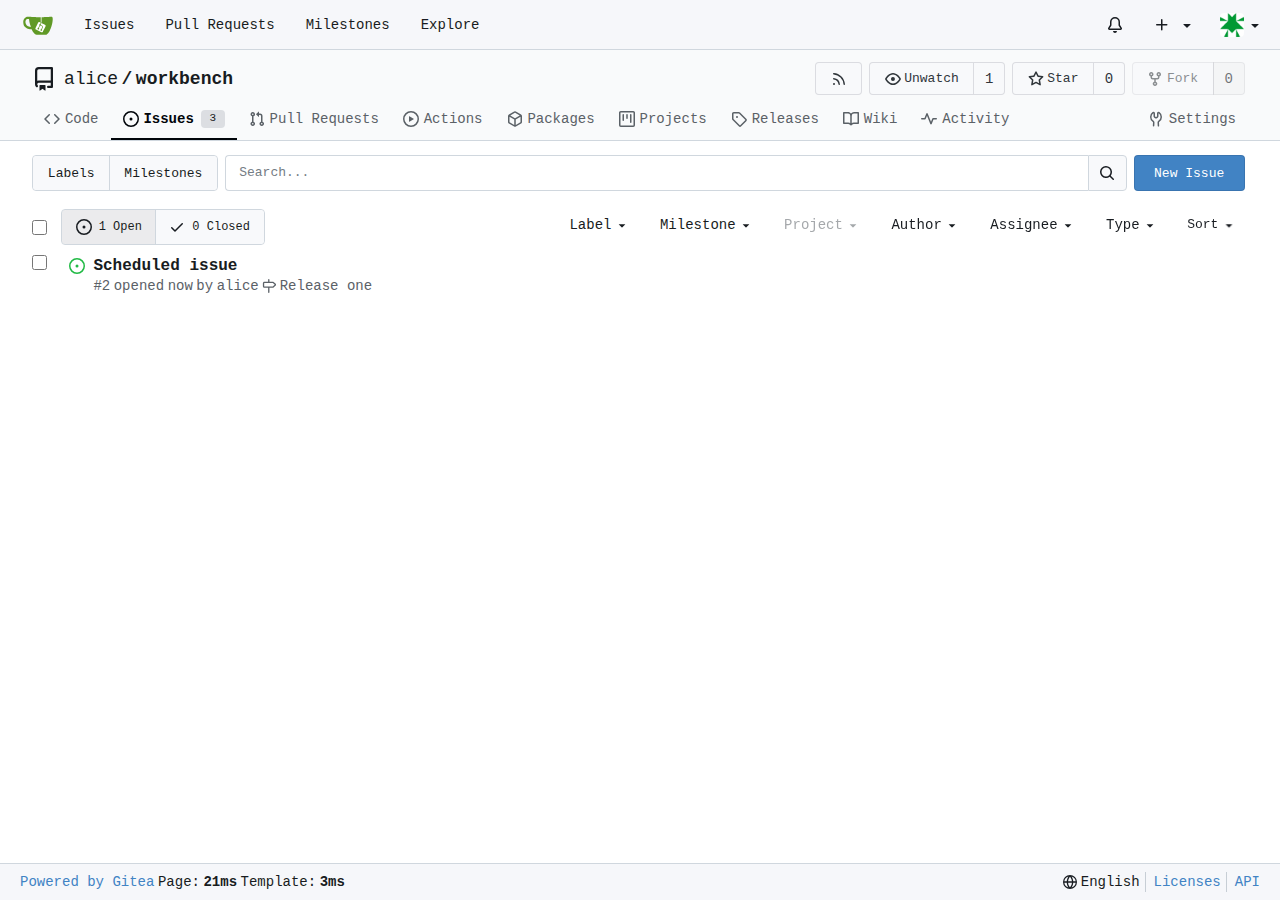 Issues Pull Requests Milestones Explore
alice/workbench Unwatch 1 Star 0 Fork 0
Code Issues 3 Pull Requests Actions Packages Projects Releases Wiki Activity Settings
Labels Milestones Search... New Issue
1 Open 0 Closed Label Milestone Project Author Assignee Type Sort
Scheduled issue
#2 opened now by alice Release one
Powered by Gitea Page: 21ms Template: 3ms English Licenses API